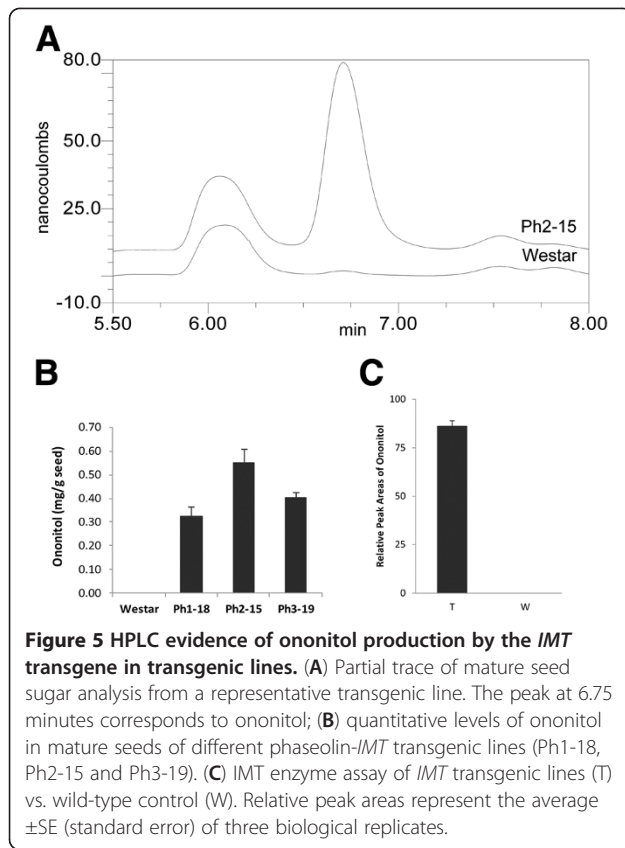 A
80.0
50.0
25.0
-10.0
nanocoulombs
Ph2-15
Westar
5.50
6.00
min
7.00
8.00
B
Ononitol (mg/g seed)
0.70
0.60
0.50
0.40
0.30
0.20
0.10
0.00
Westar
Ph1-18
Ph2-15
Ph3-19
C
Relative Peak Areas of Ononitol
100
75
50
25
0
T
W
Figure 5 HPLC evidence of ononitol production by the IMT
transgene in transgenic lines. (A) Partial trace of mature seed
sugar analysis from a representative transgenic line. The peak at 6.75
minutes corresponds to ononitol; (B) quantitative levels of ononitol
in mature seeds of different phaseolin-IMT transgenic lines (Ph1-18,
Ph2-15 and Ph3-19). (C) IMT enzyme assay of IMT transgenic lines (T)
vs. wild-type control (W). Relative peak areas represent the average
±SE (standard error) of three biological replicates.